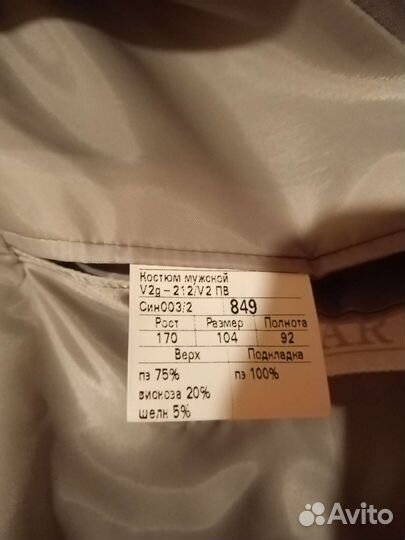 Костюм мужской
V2g-212/V2 ПВ
Син003/2 849
Рост Размер Полнота
170 104 92
Верх Подкладка
пэ 75% пэ 100%
вискоза 20%
шелк 5%
AR
Avito